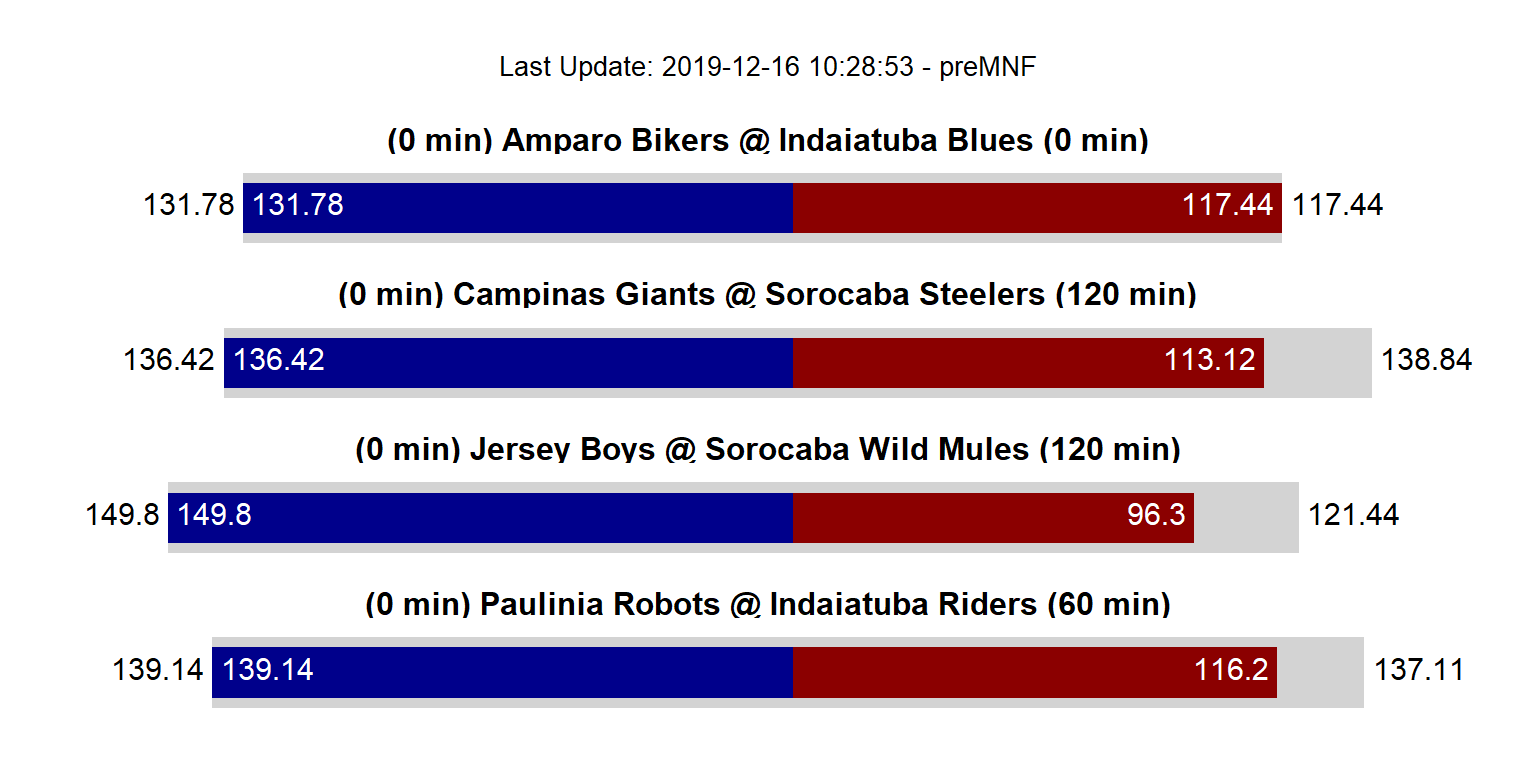 Last Update: 2019-12-16 10:28:53 - preMNF
(0 min) Amparo Bikers @ Indaiatuba Blues (0 min)
131.78 131.78 117.44 117.44
(0 min) Campinas Giants @ Sorocaba Steelers (120 min)
136.42 136.42 113.12 138.84
(0 min) Jersey Boys @ Sorocaba Wild Mules (120 min)
149.8 149.8 96.3 121.44
(0 min) Paulinia Robots @ Indaiatuba Riders (60 min)
139.14 139.14 116.2 137.11